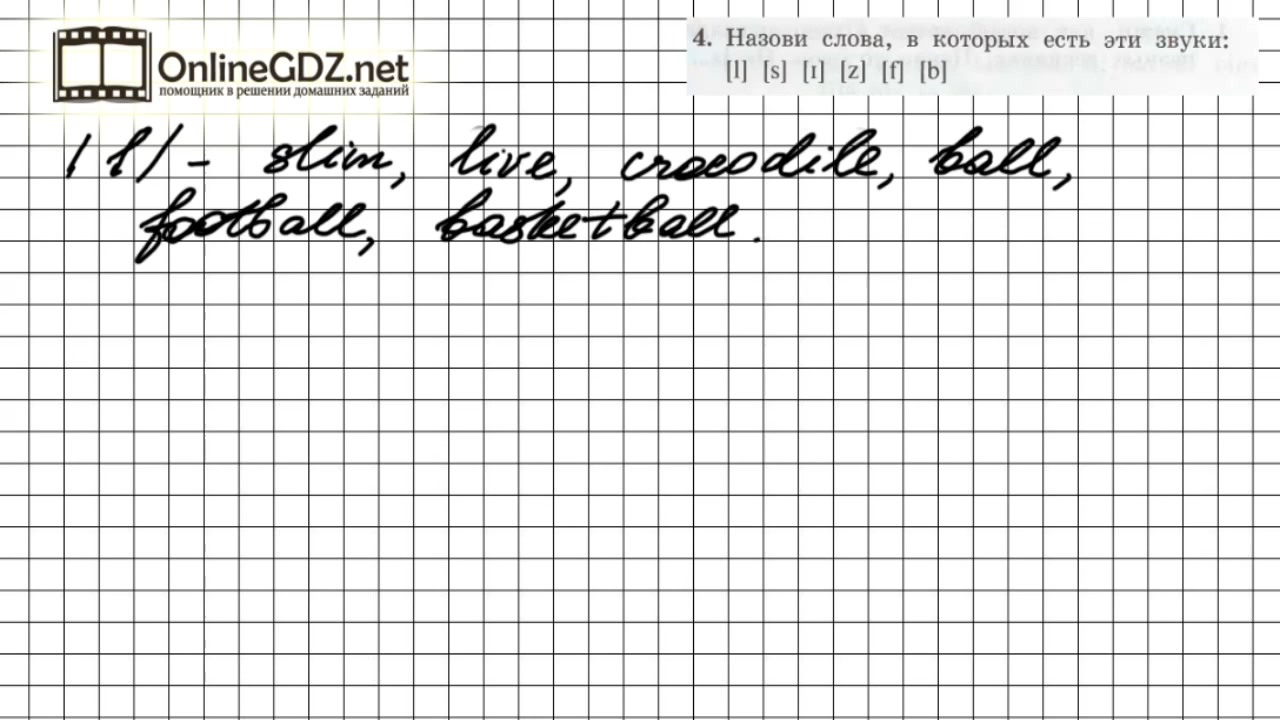 OnlineGDZ.net
помощник в решении домашних заданий
4. Назови слова, в которых есть эти звуки:
[l] [s] [ɪ] [z] [f] [b]
/l/ - slim, live, crocodile, ball,
football, basketball.